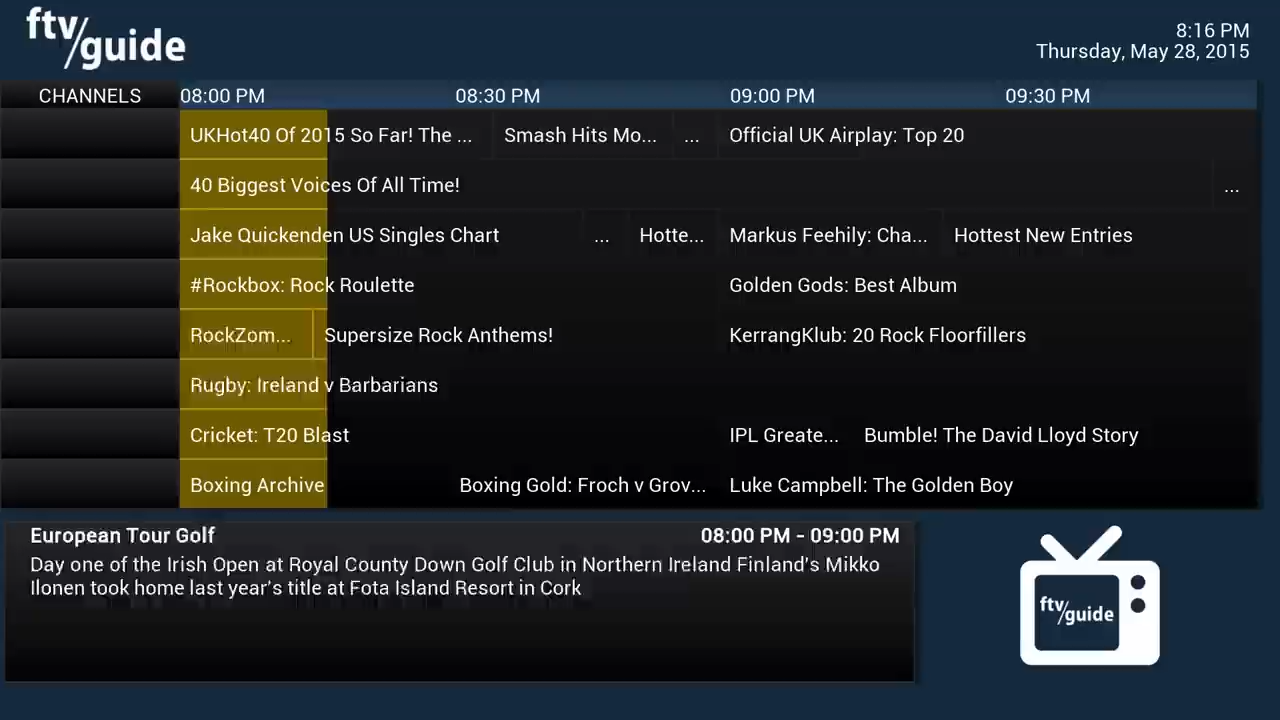 ftv/guide
8:16 PM
Thursday, May 28, 2015
CHANNELS 08:00 PM 08:30 PM 09:00 PM 09:30 PM
UKHot40 Of 2015 So Far! The ... Smash Hits Mo... ... Official UK Airplay: Top 20
40 Biggest Voices Of All Time! ...
Jake Quickenden US Singles Chart ... Hotte... Markus Feehily: Cha... Hottest New Entries
#Rockbox: Rock Roulette Golden Gods: Best Album
RockZom... Supersize Rock Anthems! KerrangKlub: 20 Rock Floorfillers
Rugby: Ireland v Barbarians
Cricket: T20 Blast IPL Greate... Bumble! The David Lloyd Story
Boxing Archive Boxing Gold: Froch v Grov... Luke Campbell: The Golden Boy
European Tour Golf 08:00 PM - 09:00 PM
Day one of the Irish Open at Royal County Down Golf Club in Northern Ireland Finland's Mikko
Ilonen took home last year's title at Fota Island Resort in Cork
ftv/guide